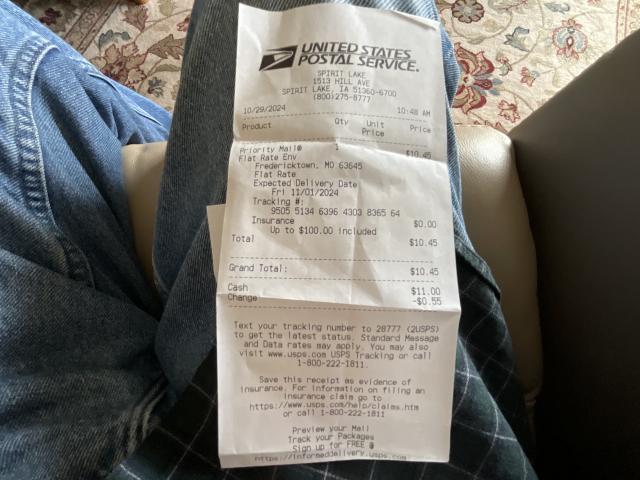 UNITED STATES
POSTAL SERVICE.
SPIRIT LAKE
1513 HILL AVE
SPIRIT LAKE, IA 51360-6700
(800)275-8777
10/29/2024 10:48 AM
Product Qty Unit Price
Price
Priority Mail® 1 $10.45
Flat Rate Env
Fredericktown, MO 63645
Flat Rate
Expected Delivery Date
Fri 11/01/2024
Tracking #:
9505 5134 6396 4303 8365 64
Insurance $0.00
Up to $100.00 included
Total $10.45
Grand Total: $10.45
Cash $11.00
Change -$0.55
Text your tracking number to 28777 (2USPS)
to get the latest status. Standard Message
and Data rates may apply. You may also
visit www.usps.com USPS Tracking or call
1-800-222-1811.
Save this receipt as evidence of
insurance. For information on filing an
insurance claim go to
https://www.usps.com/help/claims.htm
or call 1-800-222-1811
Preview your Mail
Track your Packages
Sign up for FREE @
https://informeddelivery.usps.com